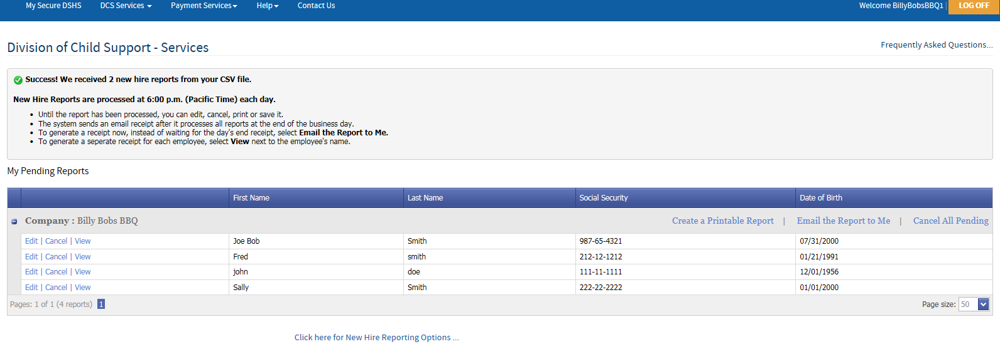 My Secure DSHS DCS Services Payment Services Help Contact Us Welcome BillyBobsBBQ1 | LOG OFF
Division of Child Support - Services
Frequently Asked Questions...
Success! We received 2 new hire reports from your CSV file.
New Hire Reports are processed at 6:00 p.m. (Pacific Time) each day.
• Until the report has been processed, you can edit, cancel, print or save it.
• The system sends an email receipt after it processes all reports at the end of the business day.
• To generate a receipt now, instead of waiting for the day's end receipt, select Email the Report to Me.
• To generate a seperate receipt for each employee, select View next to the employee's name.
My Pending Reports
First Name Last Name Social Security Date of Birth
Company : Billy Bobs BBQ Create a Printable Report | Email the Report to Me | Cancel All Pending
Edit | Cancel | View Joe Bob Smith 987-65-4321 07/31/2000
Edit | Cancel | View Fred smith 212-12-1212 01/21/1991
Edit | Cancel | View john doe 111-11-1111 12/01/1956
Edit | Cancel | View Sally Smith 222-22-2222 01/01/2000
Pages: 1 of 1 (4 reports) 1 Page size: 50
Click here for New Hire Reporting Options ...